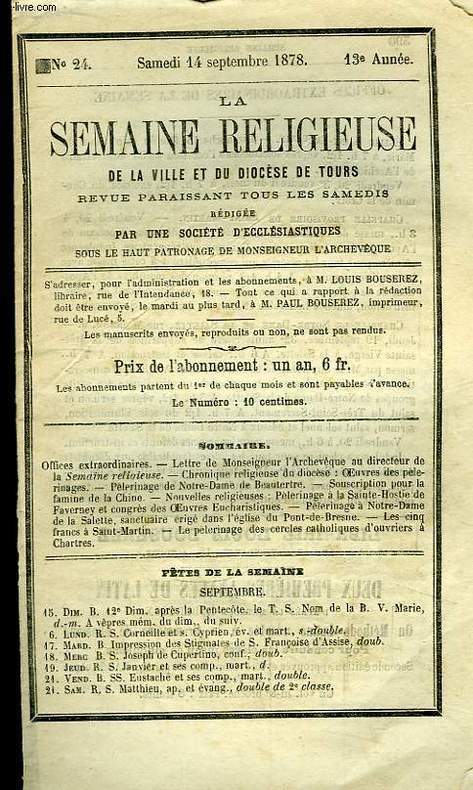 -livre.com
Nº 24. Samedi 14 septembre 1878. 13e Année.
LA
SEMAINE RELIGIEUSE
DE LA VILLE ET DU DIOCÈSE DE TOURS
REVUE PARAISSANT TOUS LES SAMEDIS
RÉDIGÉE
PAR UNE SOCIÉTÉ D'ECCLÉSIASTIQUES
SOUS LE HAUT PATRONAGE DE MONSEIGNEUR L'ARCHEVÊQUE
S'adresser, pour l'administration et les abonnements, à M. LOUIS BOUSEREZ,
libraire, rue de l'Intendance, 18. — Tout ce qui a rapport à la rédaction
doit être envoyé, le mardi au plus tard, à M. PAUL BOUSEREZ, imprimeur,
rue de Lucé, 5.
Les manuscrits envoyés, reproduits ou non, ne sont pas rendus.
Prix de l'abonnement : un an, 6 fr.
Les abonnements partent du 1er de chaque mois et sont payables d'avance.
Le Numéro : 10 centimes.
SOMMAIRE.
Offices extraordinaires. — Lettre de Monseigneur l'Archevêque au directeur de
la Semaine religieuse. — Chronique religieuse du diocèse : Œuvres des pèle-
rinages. — Pèlerinage de Notre-Dame de Beautertre. — Souscription pour la
famine de la Chine. — Nouvelles religieuses : Pèlerinage à la Sainte-Hostie de
Faverney et congrès des Œuvres Eucharistiques. — Pèlerinage à Notre-Dame
de la Salette, sanctuaire érigé dans l'église du Pont-de-Bresne. — Les cinq
francs à Saint-Martin. — Le pèlerinage des cercles catholiques d'ouvriers à
Chartres.
FÊTES DE LA SEMAINE
SEPTEMBRE.
15. DIM. B. 12e Dim. après la Pentecôte. le T. S. Nom de la B. V. Marie,
d.-m. A vêpres mém. du dim., du suiv.
6. LUND. R. S. Corneille et s. Cyprien, év. et mart., s.-double.
17. MARD. B Impression des Stigmates de S. Françoise d'Assise, doub.
18. MERC B. S. Joseph de Cupertino, conf., doub.
19. JEUD. R. S. Janvier et ses comp., mart., d.
21. VEND. B. SS. Eustache et ses comp., mart., double.
21. SAM. R, S. Matthieu, ap. et évang., double de 2e classe.